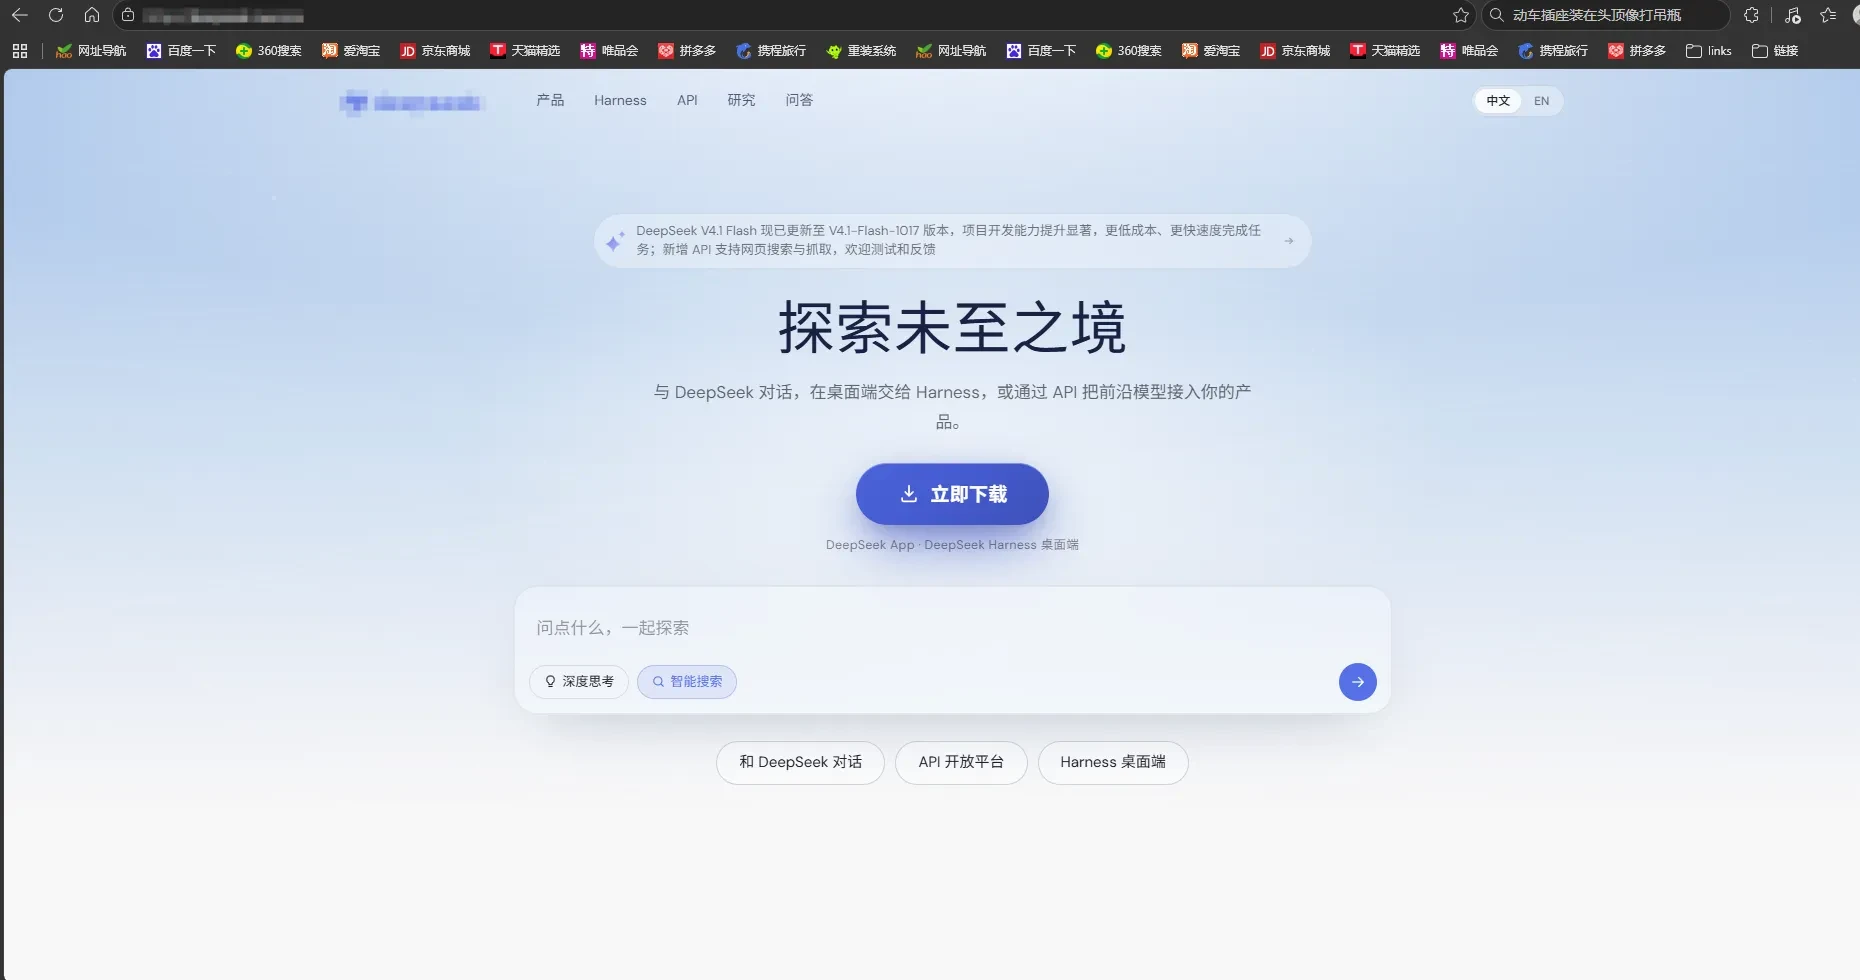 动车插座装在头顶像打吊瓶
网址导航 百度一下 360搜索 爱淘宝 京东商城 天猫精选 唯品会 拼多多 携程旅行 重装系统 网址导航 百度一下 360搜索 爱淘宝 京东商城 天猫精选 唯品会 携程旅行 拼多多 links 链接
产品 Harness API 研究 问答 中文 EN
DeepSeek V4.1 Flash 现已更新至 V4.1-Flash-1017 版本，项目开发能力提升显著，更低成本、更快速度完成任
务；新增 API 支持网页搜索与抓取，欢迎测试和反馈
探索未至之境
与 DeepSeek 对话，在桌面端交给 Harness，或通过 API 把前沿模型接入你的产
品。
立即下载
DeepSeek App · DeepSeek Harness 桌面端
问点什么，一起探索
深度思考 智能搜索
和 DeepSeek 对话 API 开放平台 Harness 桌面端